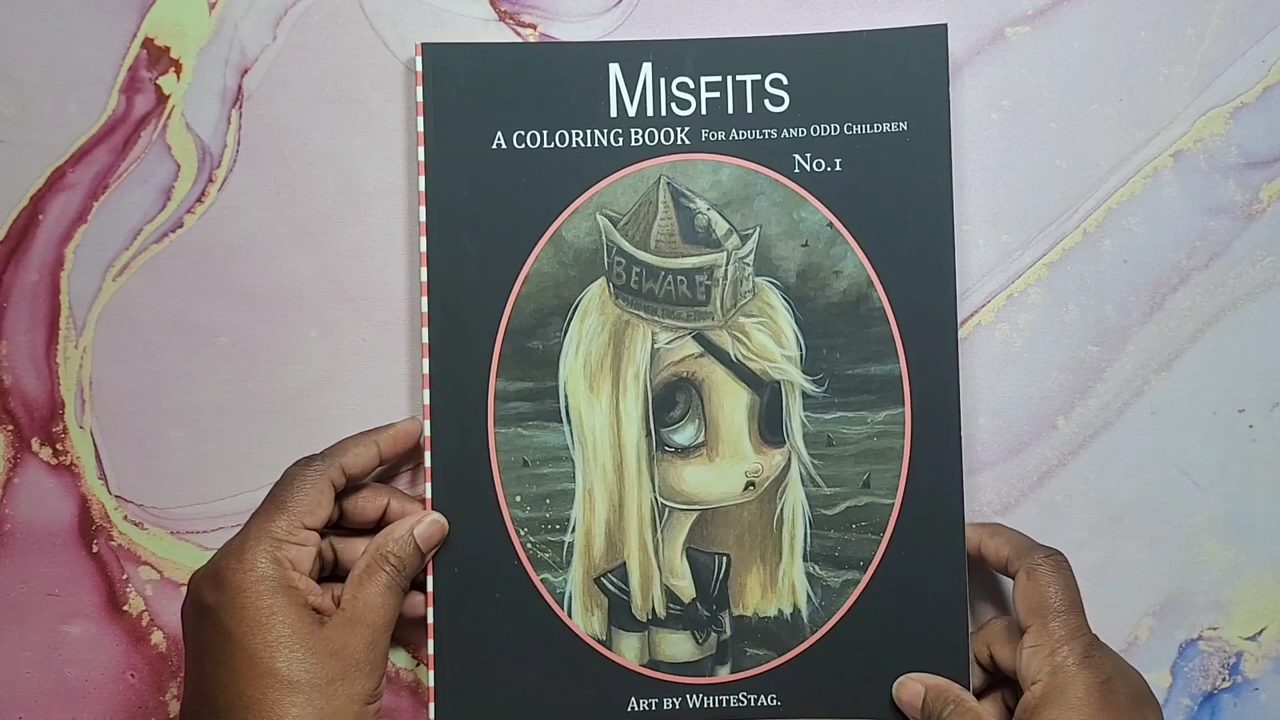 MISFITS
A COLORING BOOK FOR ADULTS AND ODD CHILDREN
NO.1
BEWARE
ART BY WHITESTAG.